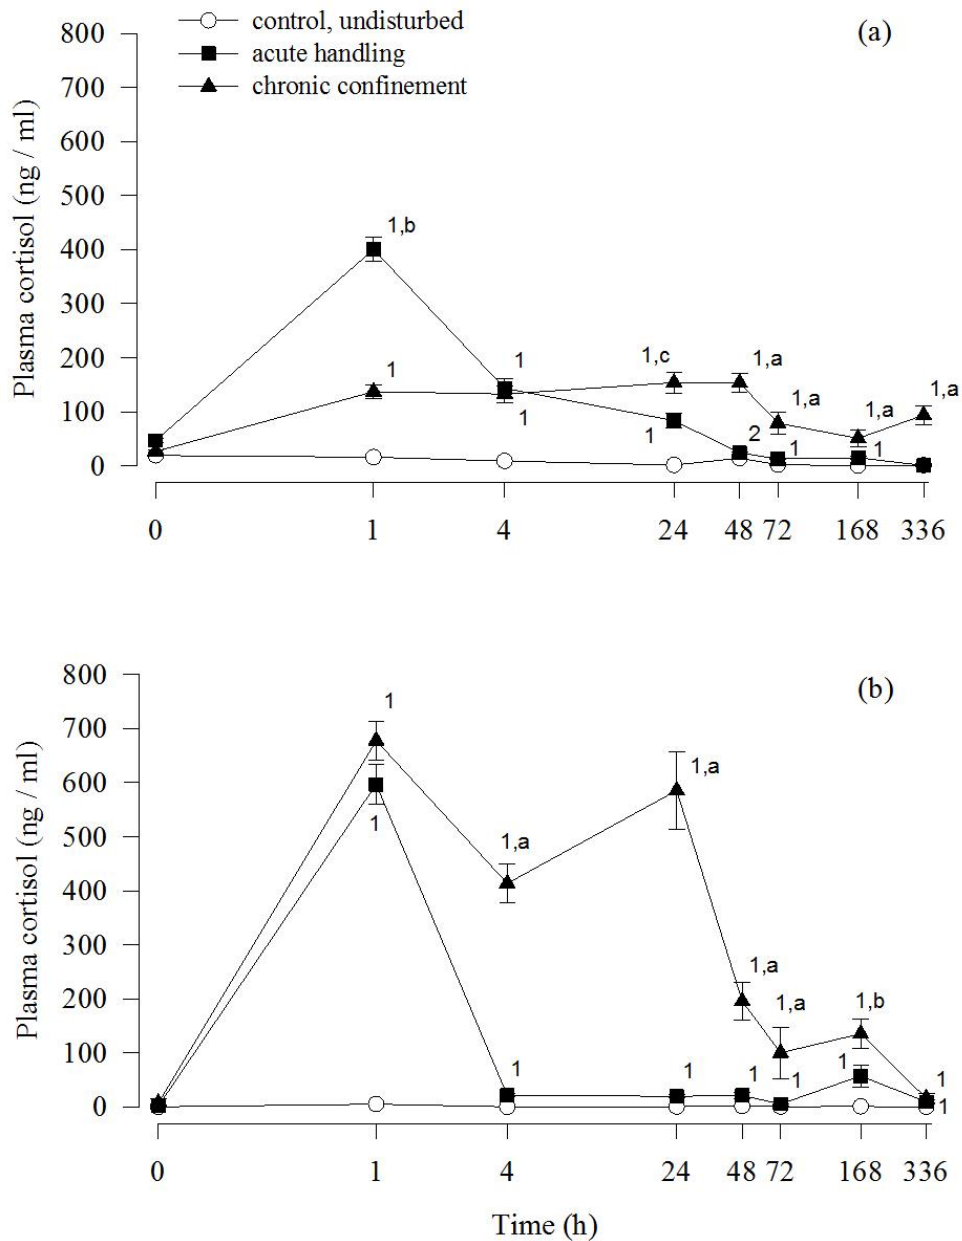 control, undisturbed
acute handling
chronic confinement
(a)
Plasma cortisol (ng / ml)
800
700
600
500
400
300
200
100
0
1,b
1
1
1
1,c
1
1,a
2
1,a
1
1,a
1
1,a
0 1 4 24 48 72 168 336
(b)
Plasma cortisol (ng / ml)
800
700
600
500
400
300
200
100
0
1
1
1,a
1
1,a
1
1,a
1
1,a
1
1,b
1
1
1
0 1 4 24 48 72 168 336
Time (h)